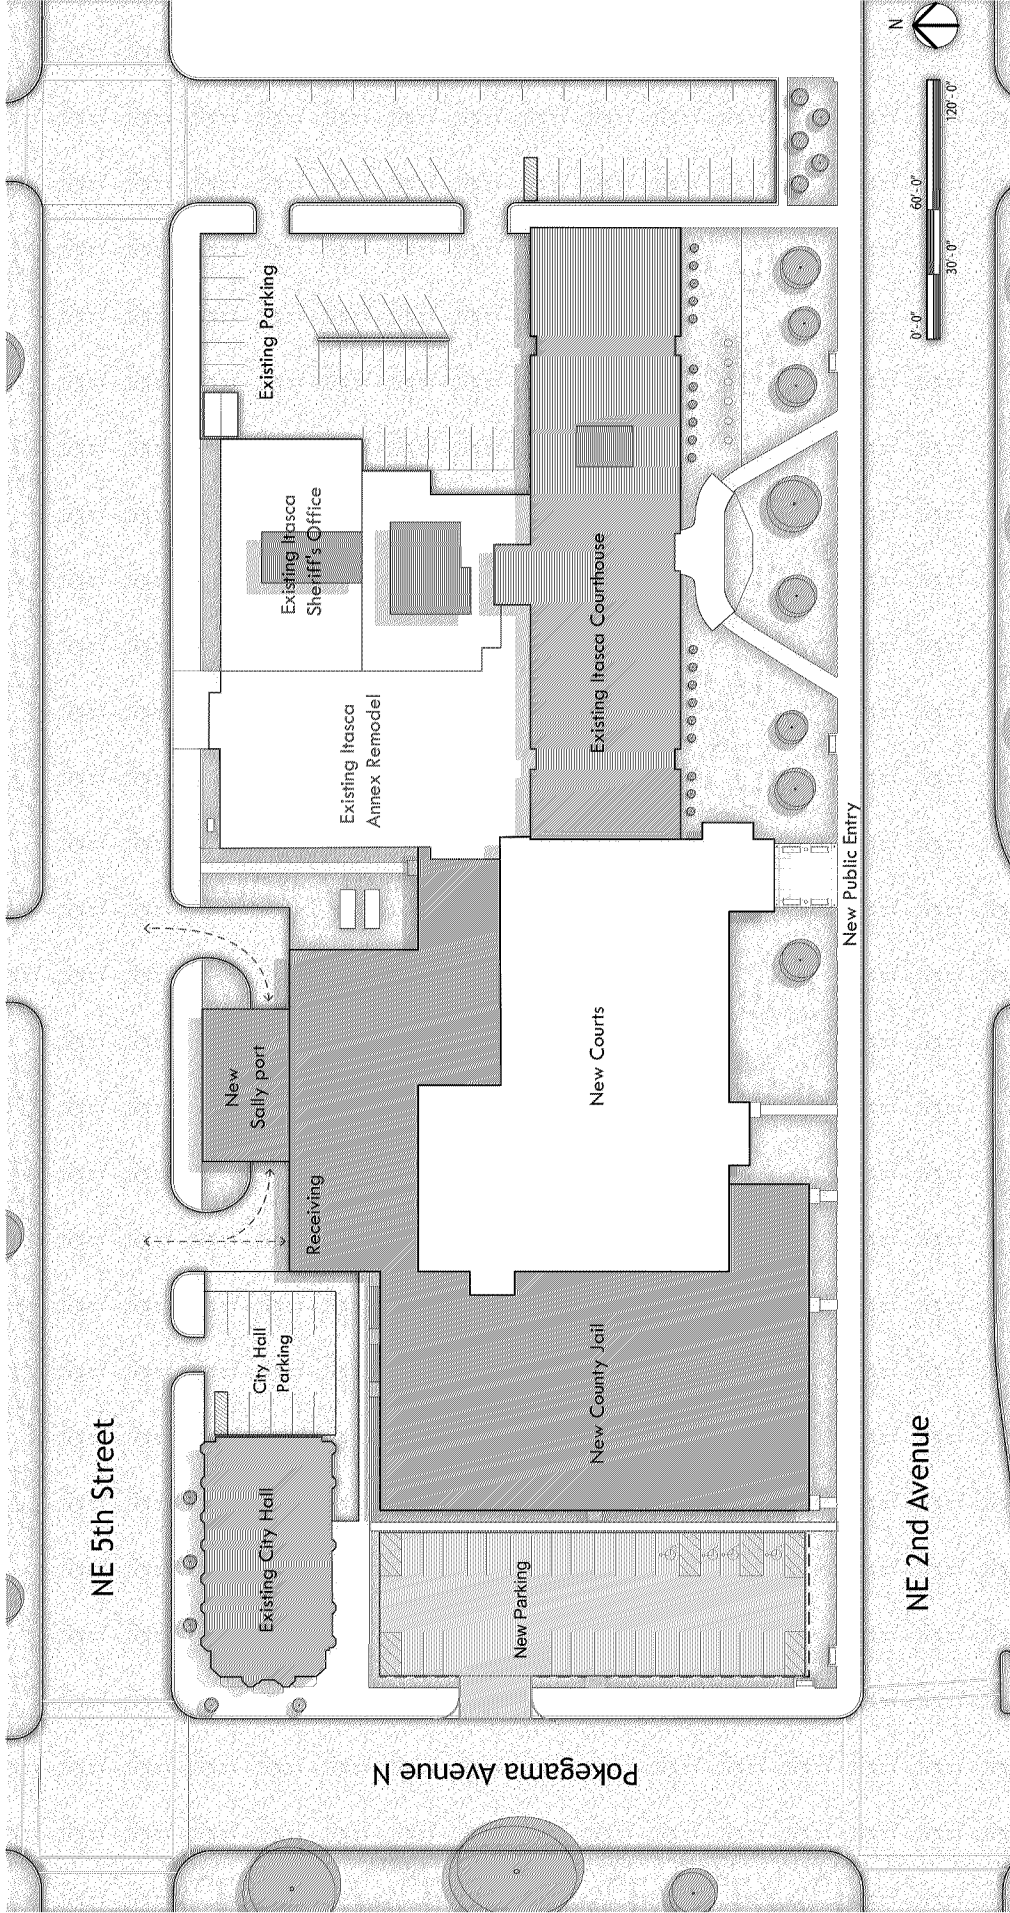 N
0'- 0"
30'- 0"
60'- 0"
120'- 0"
Existing Parking
Existing Itasca
Sheriff's Office
Existing Itasca Courthouse
Existing Itasca
Annex Remodel
New Public Entry
New
Sally port
New Courts
Receiving
City Hall
Parking
New County Jail
NE 5th Street
Existing City Hall
New Parking
NE 2nd Avenue
Pokegama Avenue N